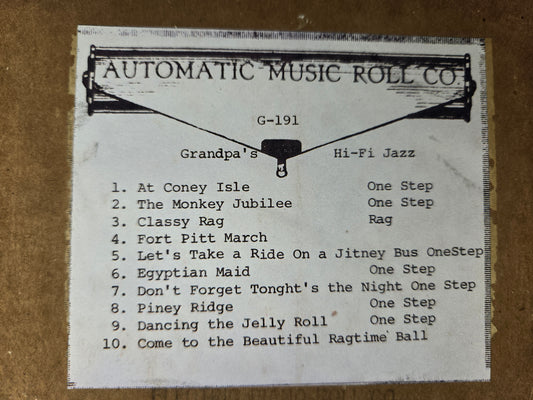 AUTOMATIC MUSIC ROLL CO
G-191
Grandpa's Hi-Fi Jazz
1. At Coney Isle One Step
2. The Monkey Jubilee One Step
3. Classy Rag Rag
4. Fort Pitt March
5. Let's Take a Ride On a Jitney Bus OneStep
6. Egyptian Maid One Step
7. Don't Forget Tonght's the Night One Step
8. Piney Ridge One Step
9. Dancing the Jelly Roll One Step
10. Come to the Beautiful Ragtime Ball